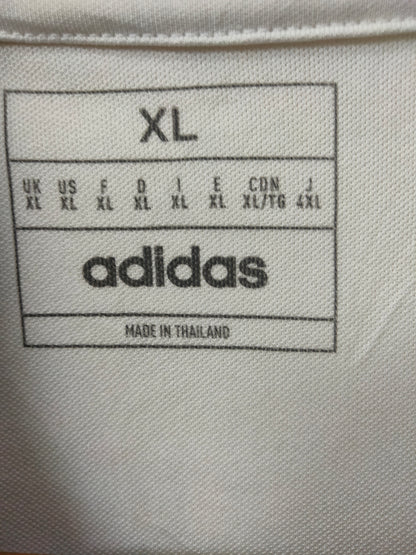 XL
UK US F D I E CDN J
XL XL XL XL XL XL XL/TG 4XL
adidas
MADE IN THAILAND